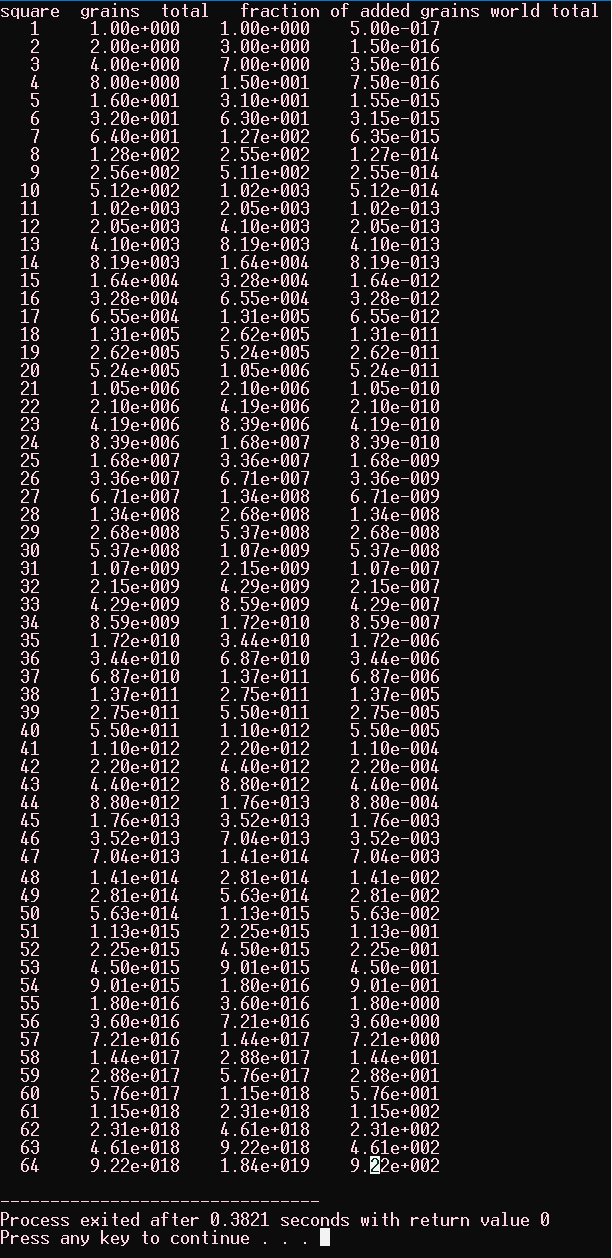 square  grains  total   fraction of added grains world total
   1     1.00e+000    1.00e+000    5.00e-017
   2     2.00e+000    3.00e+000    1.50e-016
   3     4.00e+000    7.00e+000    3.50e-016
   4     8.00e+000    1.50e+001    7.50e-016
   5     1.60e+001    3.10e+001    1.55e-015
   6     3.20e+001    6.30e+001    3.15e-015
   7     6.40e+001    1.27e+002    6.35e-015
   8     1.28e+002    2.55e+002    1.27e-014
   9     2.56e+002    5.11e+002    2.55e-014
  10     5.12e+002    1.02e+003    5.12e-014
  11     1.02e+003    2.05e+003    1.02e-013
  12     2.05e+003    4.10e+003    2.05e-013
  13     4.10e+003    8.19e+003    4.10e-013
  14     8.19e+003    1.64e+004    8.19e-013
  15     1.64e+004    3.28e+004    1.64e-012
  16     3.28e+004    6.55e+004    3.28e-012
  17     6.55e+004    1.31e+005    6.55e-012
  18     1.31e+005    2.62e+005    1.31e-011
  19     2.62e+005    5.24e+005    2.62e-011
  20     5.24e+005    1.05e+006    5.24e-011
  21     1.05e+006    2.10e+006    1.05e-010
  22     2.10e+006    4.19e+006    2.10e-010
  23     4.19e+006    8.39e+006    4.19e-010
  24     8.39e+006    1.68e+007    8.39e-010
  25     1.68e+007    3.36e+007    1.68e-009
  26     3.36e+007    6.71e+007    3.36e-009
  27     6.71e+007    1.34e+008    6.71e-009
  28     1.34e+008    2.68e+008    1.34e-008
  29     2.68e+008    5.37e+008    2.68e-008
  30     5.37e+008    1.07e+009    5.37e-008
  31     1.07e+009    2.15e+009    1.07e-007
  32     2.15e+009    4.29e+009    2.15e-007
  33     4.29e+009    8.59e+009    4.29e-007
  34     8.59e+009    1.72e+010    8.59e-007
  35     1.72e+010    3.44e+010    1.72e-006
  36     3.44e+010    6.87e+010    3.44e-006
  37     6.87e+010    1.37e+011    6.87e-006
  38     1.37e+011    2.75e+011    1.37e-005
  39     2.75e+011    5.50e+011    2.75e-005
  40     5.50e+011    1.10e+012    5.50e-005
  41     1.10e+012    2.20e+012    1.10e-004
  42     2.20e+012    4.40e+012    2.20e-004
  43     4.40e+012    8.80e+012    4.40e-004
  44     8.80e+012    1.76e+013    8.80e-004
  45     1.76e+013    3.52e+013    1.76e-003
  46     3.52e+013    7.04e+013    3.52e-003
  47     7.04e+013    1.41e+014    7.04e-003
  48     1.41e+014    2.81e+014    1.41e-002
  49     2.81e+014    5.63e+014    2.81e-002
  50     5.63e+014    1.13e+015    5.63e-002
  51     1.13e+015    2.25e+015    1.13e-001
  52     2.25e+015    4.50e+015    2.25e-001
  53     4.50e+015    9.01e+015    4.50e-001
  54     9.01e+015    1.80e+016    9.01e-001
  55     1.80e+016    3.60e+016    1.80e+000
  56     3.60e+016    7.21e+016    3.60e+000
  57     7.21e+016    1.44e+017    7.21e+000
  58     1.44e+017    2.88e+017    1.44e+001
  59     2.88e+017    5.76e+017    2.88e+001
  60     5.76e+017    1.15e+018    5.76e+001
  61     1.15e+018    2.31e+018    1.15e+002
  62     2.31e+018    4.61e+018    2.31e+002
  63     4.61e+018    9.22e+018    4.61e+002
  64     9.22e+018    1.84e+019    9.22e+002
--------------------------------
Process exited after 0.3821 seconds with return value 0
Press any key to continue . . .